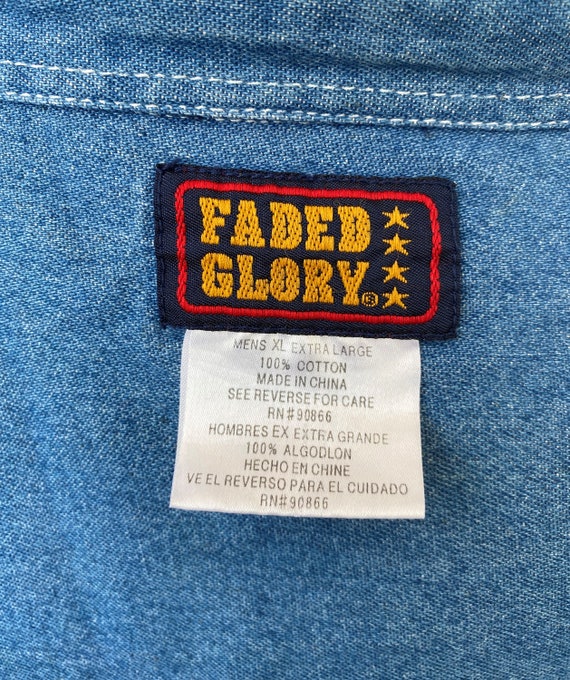 FADED
GLORY®
MENS XL EXTRA LARGE
100% COTTON
MADE IN CHINA
SEE REVERSE FOR CARE
RN#90866
HOMBRES EX EXTRA GRANDE
100% ALGODLON
HECHO EN CHINE
VE EL REVERSO PARA EL CUIDADO
RN#90866